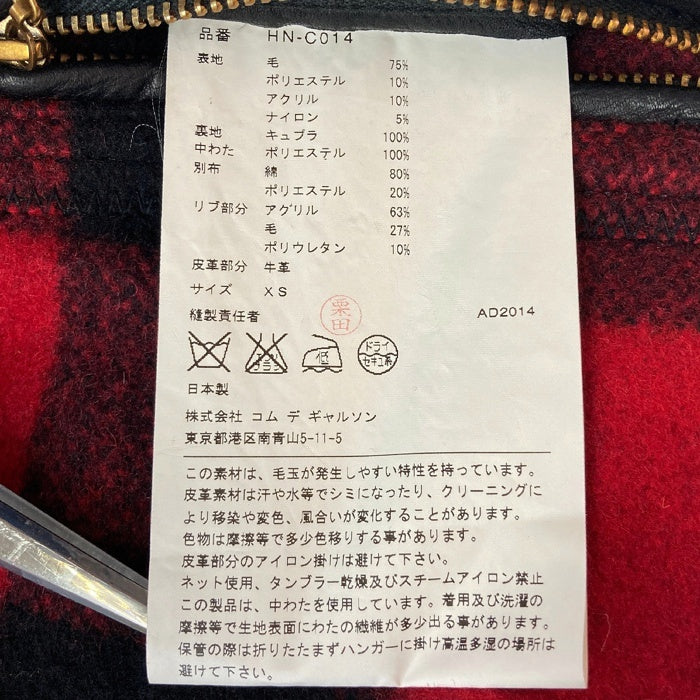 品番 HN-C014
表地 毛 75%
ポリエステル 10%
アクリル 10%
ナイロン 5%
裏地 キュプラ 100%
中わた ポリエステル 100%
別布 綿 80%
ポリエステル 20%
リブ部分 アクリル 63%
毛 27%
ポリウレタン 10%
皮革部分 牛革
サイズ XS
縫製責任者 栗田 AD2014
エンソ サラシ 低 ドライ セキユ系
日本製
株式会社 コム デ ギャルソン
東京都港区南青山5-11-5
この素材は、毛玉が発生しやすい特性を持っています。
皮革素材は汗や水等でシミになったり、クリーニングに
より移染や変色、風合いが変化することがあります。
色物は摩擦等で多少色移りする事があります。
皮革部分のアイロン掛けは避けて下さい。
ネット使用、タンブラー乾燥及びスチームアイロン禁止
この製品は、中わたを使用しています。着用及び洗濯の
摩擦等で生地表面にわたの繊維が多少出る事があります。
保管の際は折りたたまずハンガーに掛け高温多湿の場所は
避けて下さい。